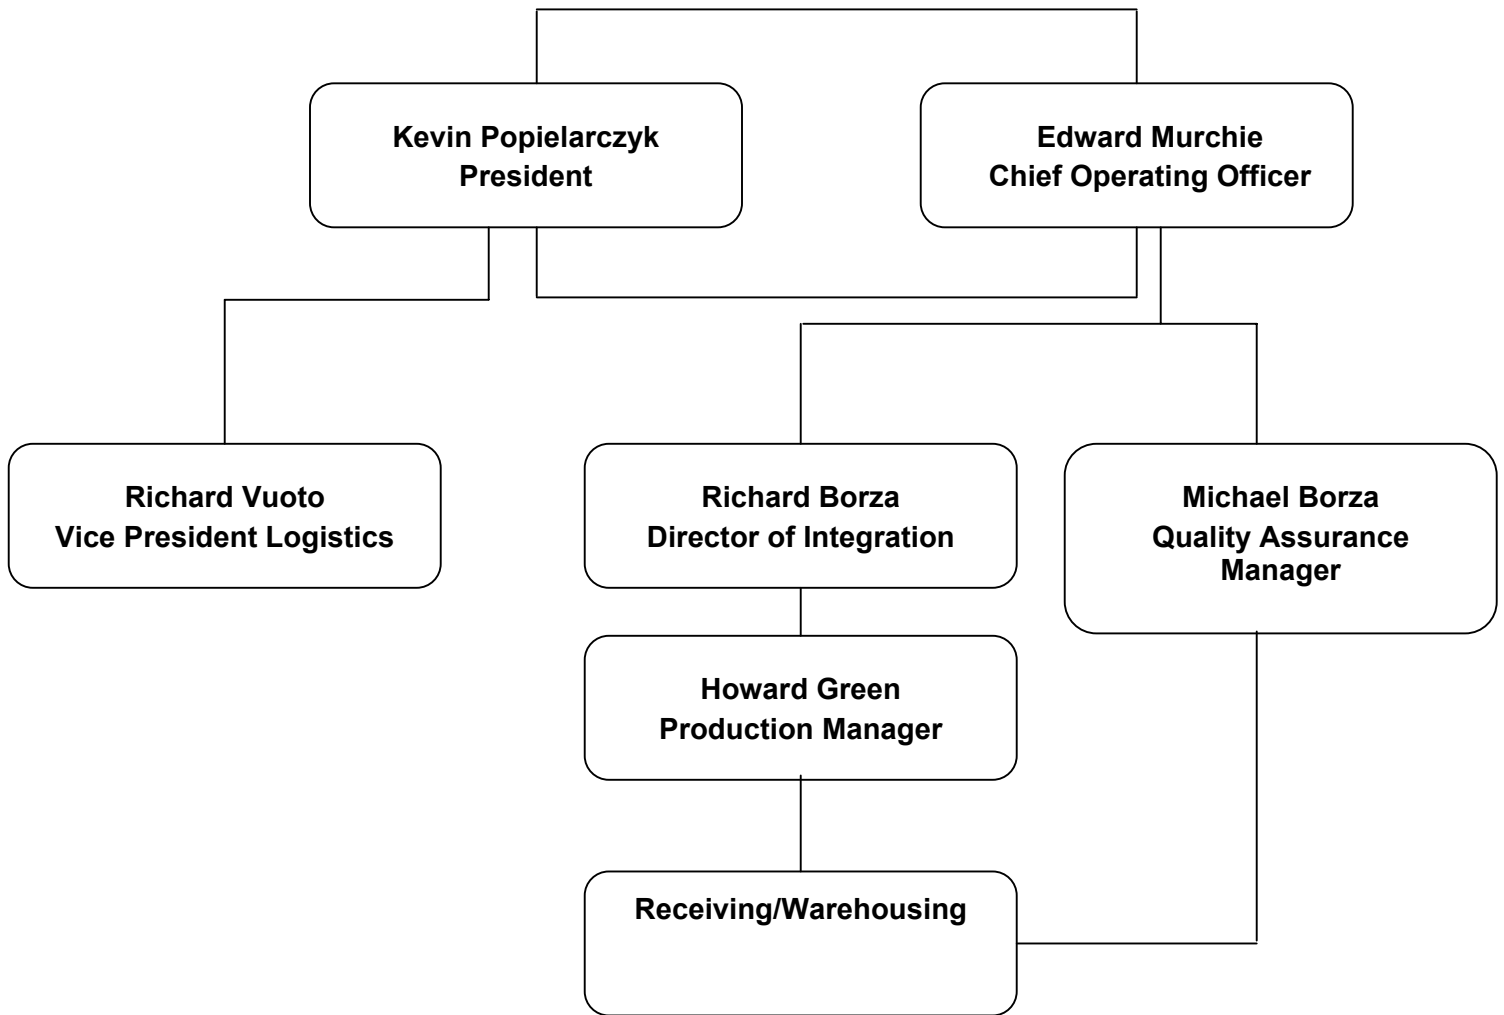 Kevin Popielarczyk
President
Edward Murchie
Chief Operating Officer
Richard Vuoto
Vice President Logistics
Richard Borza
Director of Integration
Michael Borza
Quality Assurance
Manager
Howard Green
Production Manager
Receiving/Warehousing